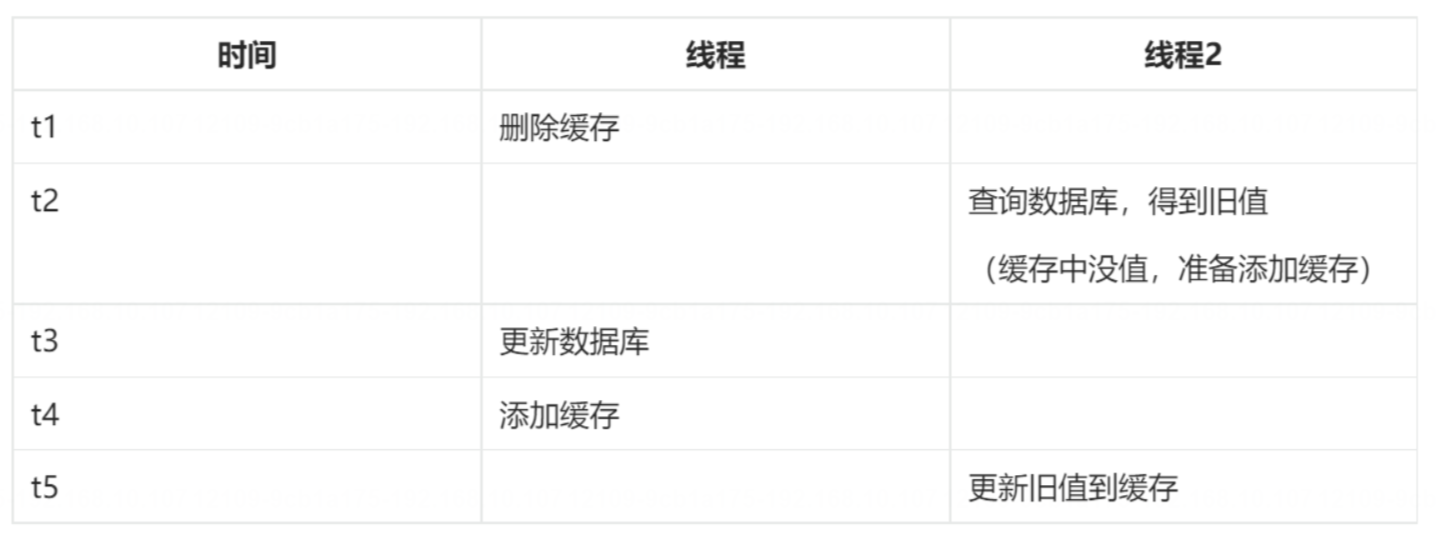 时间 线程 线程2
t1 删除缓存
t2 查询数据库，得到旧值
（缓存中没值，准备添加缓存）
t3 更新数据库
t4 添加缓存
t5 更新旧值到缓存